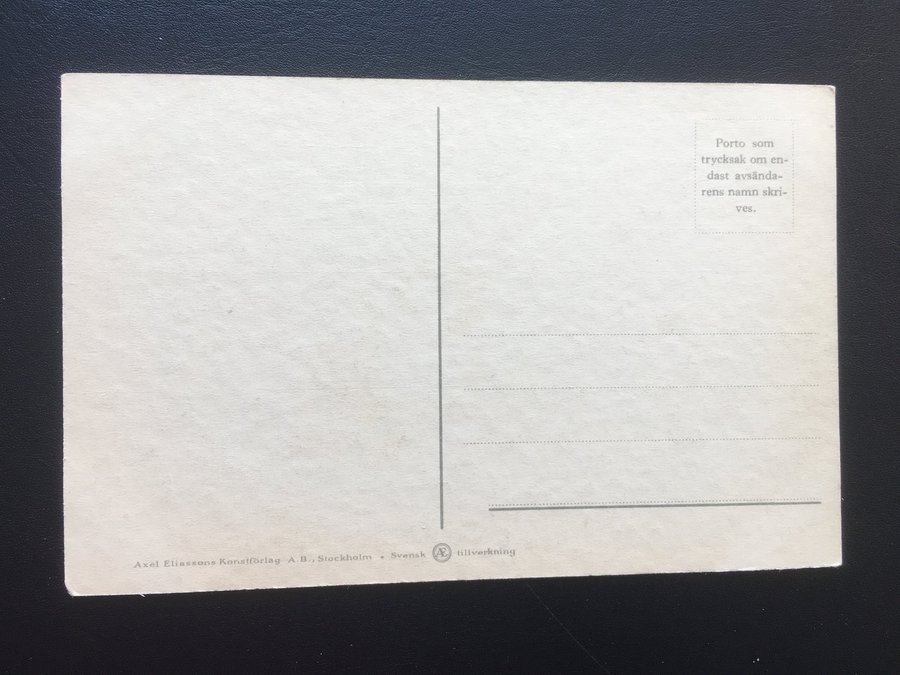 Porto som
trycksak om en-
dast avsända-
rens namn skri-
ves.
Axel Eliassons Konstförlag A.B., Stockholm • Svensk Æ tillverkning